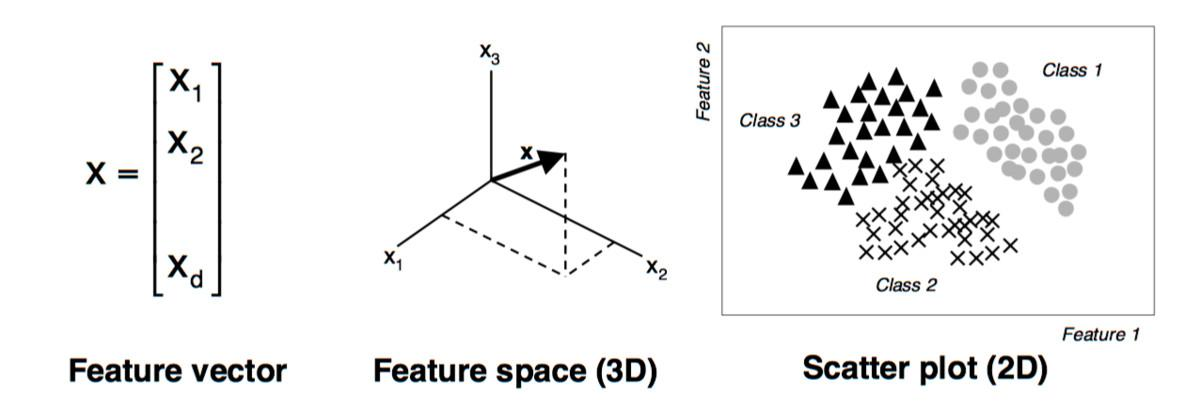 X =
X1
X2
Xd
Feature vector
X3
X
X1
X2
Feature space (3D)
Feature 2
Class 1
Class 3
Class 2
Feature 1
Scatter plot (2D)